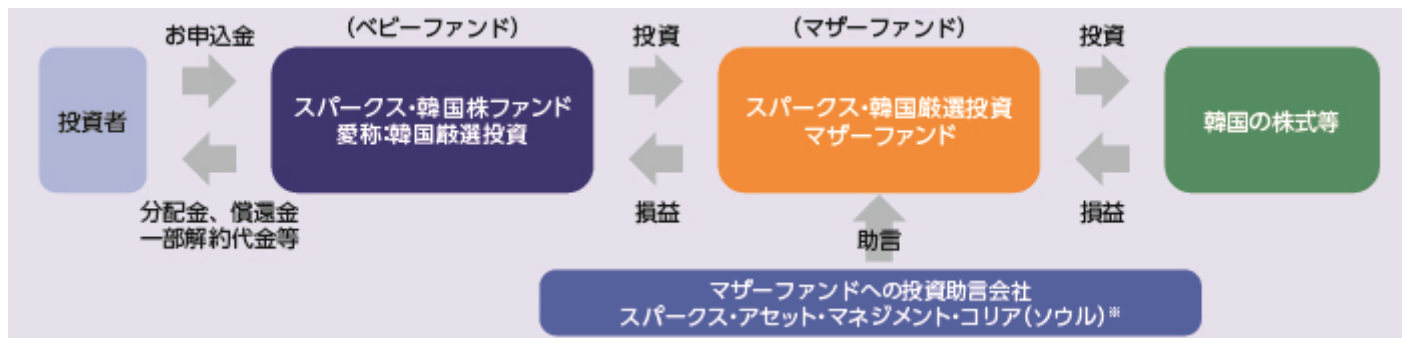 お申込金
(ベビーファンド)
投資
(マザーファンド)
投資
投資者
スパークス・韓国株ファンド
愛称:韓国厳選投資
スパークス・韓国厳選投資
マザーファンド
韓国の株式等
分配金、償還金
一部解約代金等
損益
損益
助言
マザーファンドへの投資助言会社
スパークス・アセット・マネジメント・コリア(ソウル)※